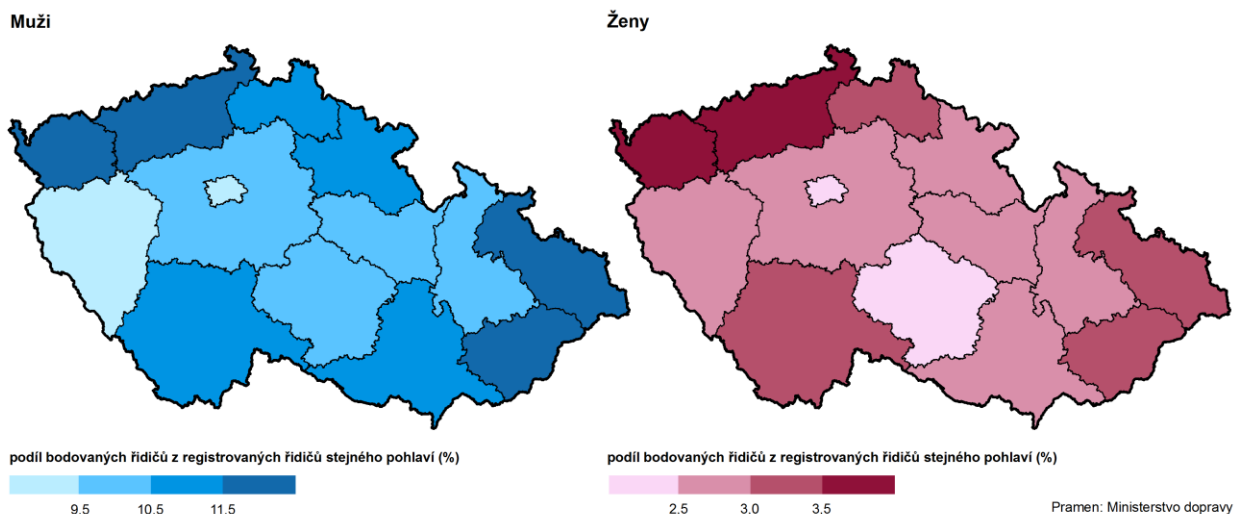 Muži
Ženy
podíl bodovaných řidičů z registrovaných řidičů stejného pohlaví (%)
9.5 10.5 11.5
podíl bodovaných řidičů z registrovaných řidičů stejného pohlaví (%)
2.5 3.0 3.5
Pramen: Ministerstvo dopravy